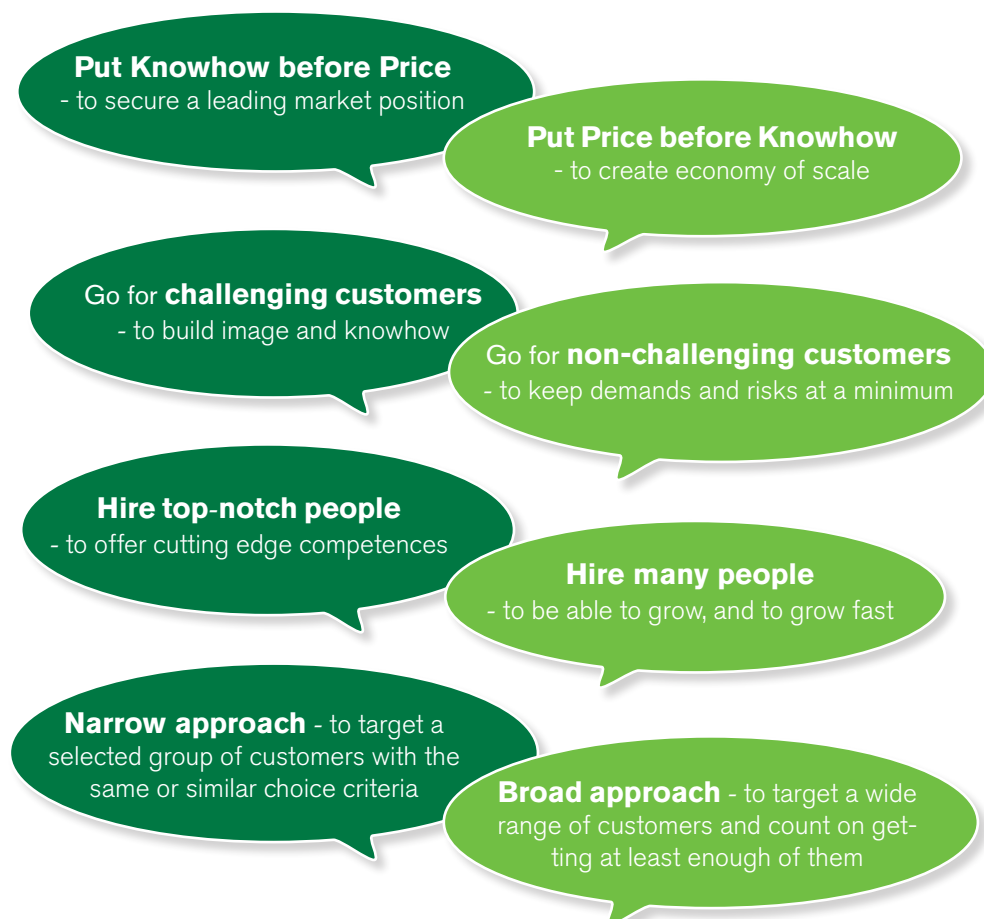 Put Knowhow before Price
- to secure a leading market position
Put Price before Knowhow
- to create economy of scale
Go for challenging customers
- to build image and knowhow
Go for non-challenging customers
- to keep demands and risks at a minimum
Hire top-notch people
- to offer cutting edge competences
Hire many people
- to be able to grow, and to grow fast
Narrow approach - to target a
selected group of customers with the
same or similar choice criteria
Broad approach - to target a wide
range of customers and count on get-
ting at least enough of them